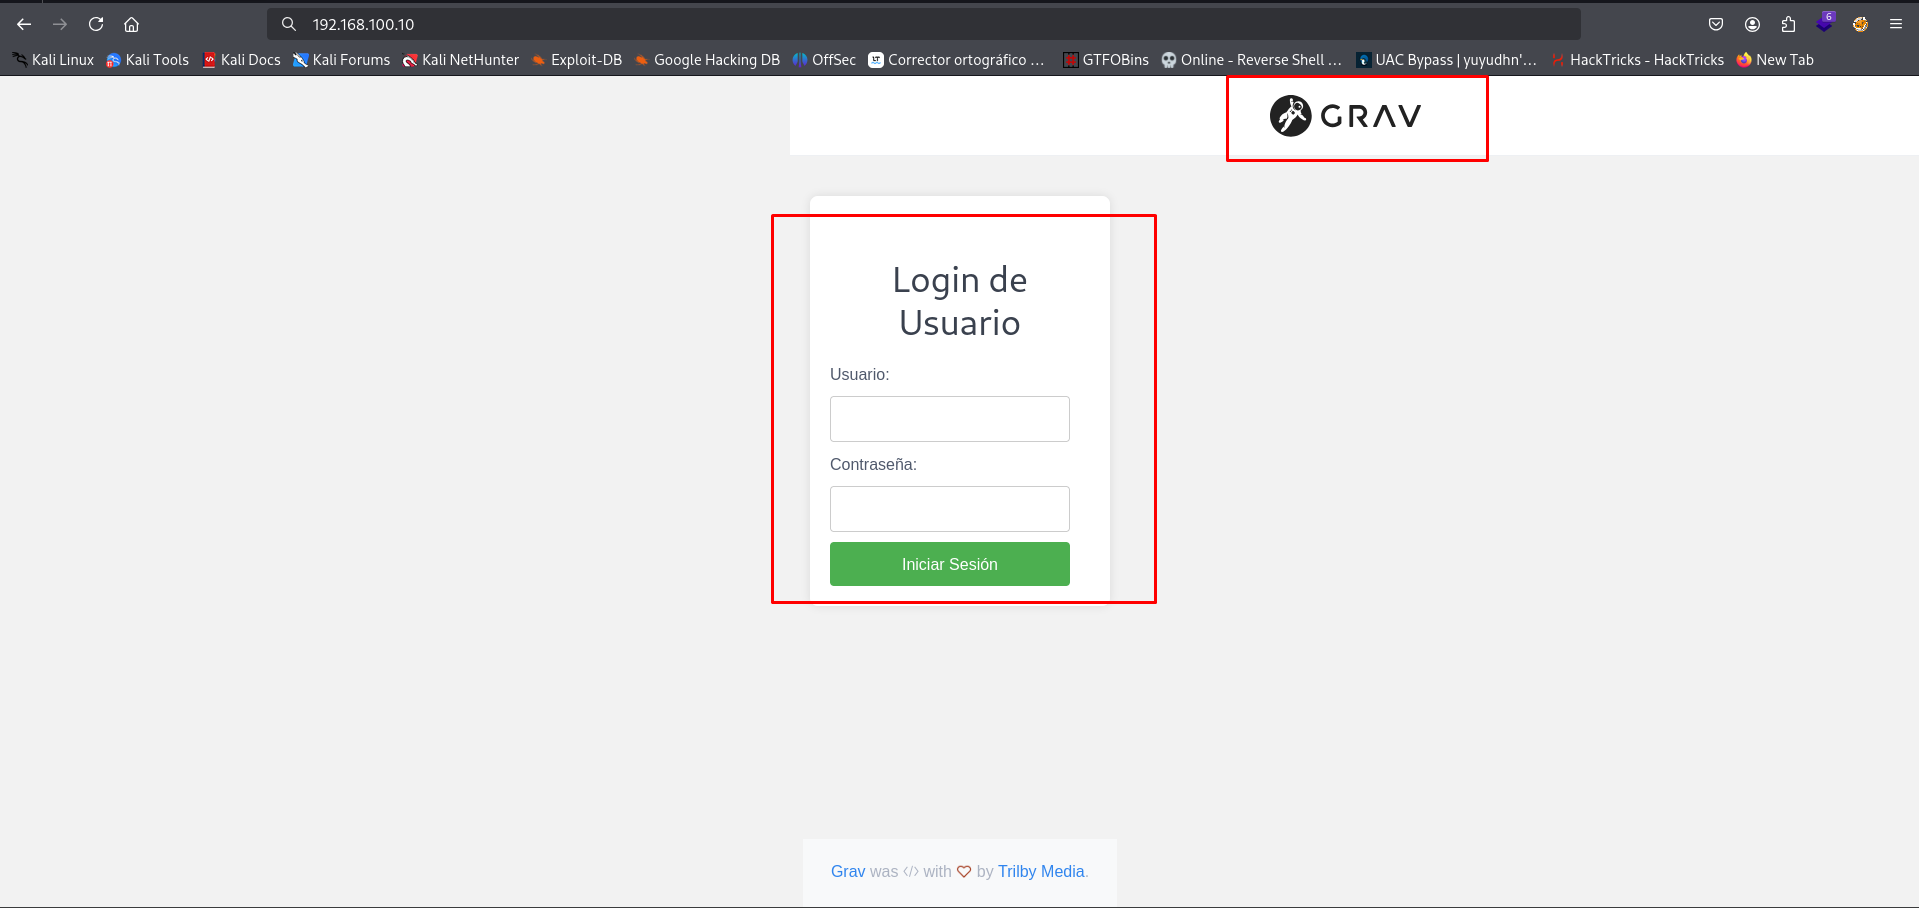 192.168.100.10
6
Kali Linux Kali Tools Kali Docs Kali Forums Kali NetHunter Exploit-DB Google Hacking DB OffSec Corrector ortográfico ... GTFOBins Online - Reverse Shell ... UAC Bypass | yuyudhn'... HackTricks - HackTricks New Tab
GRAV
Login de
Usuario
Usuario:
Contraseña:
Iniciar Sesión
Grav was </> with by Trilby Media.